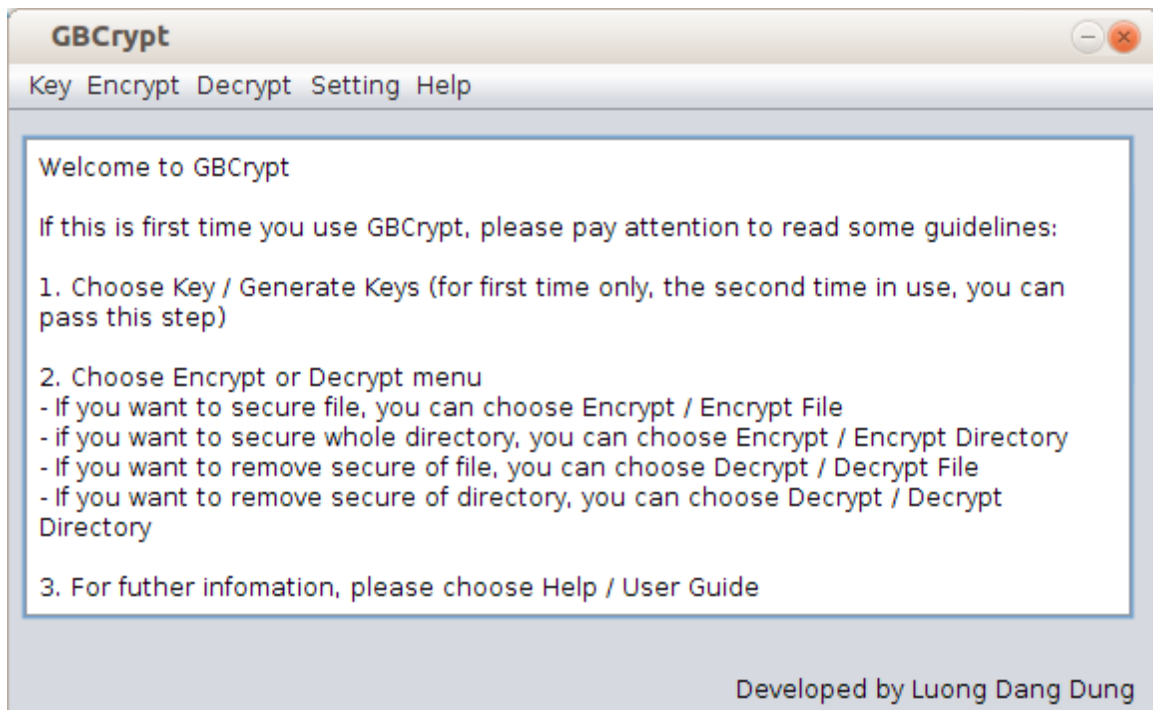 GBCrypt
Key Encrypt Decrypt Setting Help
Welcome to GBCrypt
If this is first time you use GBCrypt, please pay attention to read some guidelines:
1. Choose Key / Generate Keys (for first time only, the second time in use, you can
pass this step)
2. Choose Encrypt or Decrypt menu
- If you want to secure file, you can choose Encrypt / Encrypt File
- if you want to secure whole directory, you can choose Encrypt / Encrypt Directory
- If you want to remove secure of file, you can choose Decrypt / Decrypt File
- If you want to remove secure of directory, you can choose Decrypt / Decrypt
Directory
3. For futher infomation, please choose Help / User Guide
Developed by Luong Dang Dung